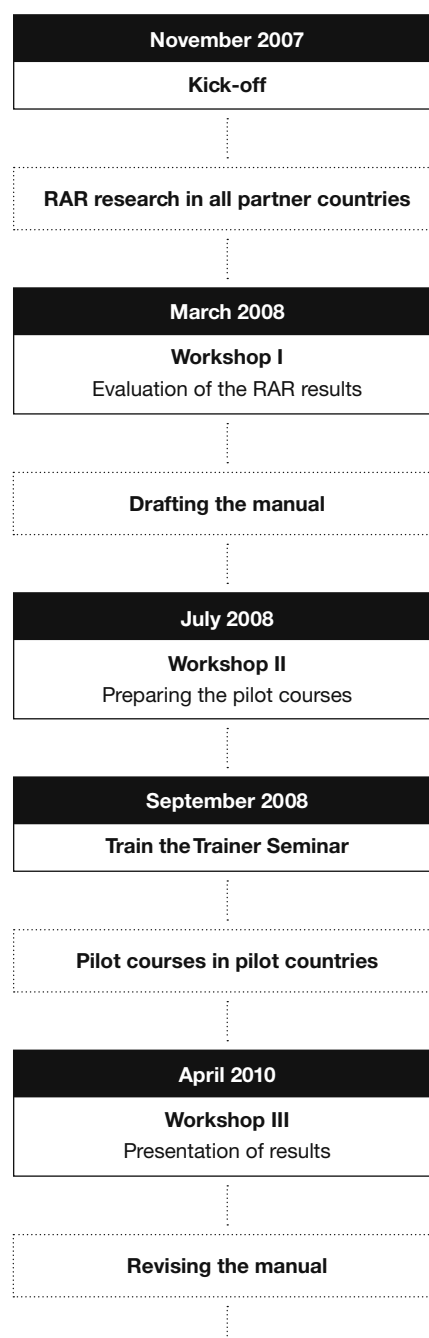 November 2007
Kick-off
RAR research in all partner countries
March 2008
Workshop I
Evaluation of the RAR results
Drafting the manual
July 2008
Workshop II
Preparing the pilot courses
September 2008
Train the Trainer Seminar
Pilot courses in pilot countries
April 2010
Workshop III
Presentation of results
Revising the manual